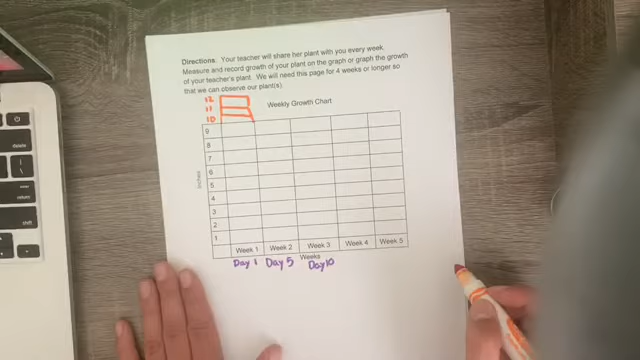 Directions: Your teacher will share her plant with you every week.
Measure and record growth of your plant on the graph or graph the growth
of your teacher's plant. We will need this page for 4 weeks or longer so
that we can observe our plant(s).
12
11
10
Weekly Growth Chart
9
8
7
6
5
4
3
2
1
Inches
Week 1 Week 2 Week 3 Week 4 Week 5
Weeks
Day 1 Day 5 Day 10
delete
return
shift